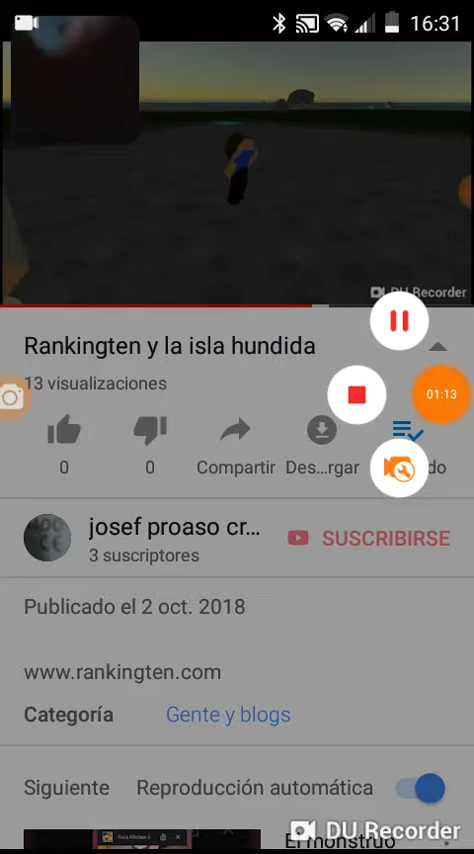 16:31
DU Recorder
Rankingten y la isla hundida
13 visualizaciones
01:13
0 0 Compartir Des...rgar do
josef proaso cr...
3 suscriptores
SUSCRIBIRSE
Publicado el 2 oct. 2018
www.rankingten.com
Categoría Gente y blogs
Siguiente Reproducción automática
DU Recorder
El monstruo